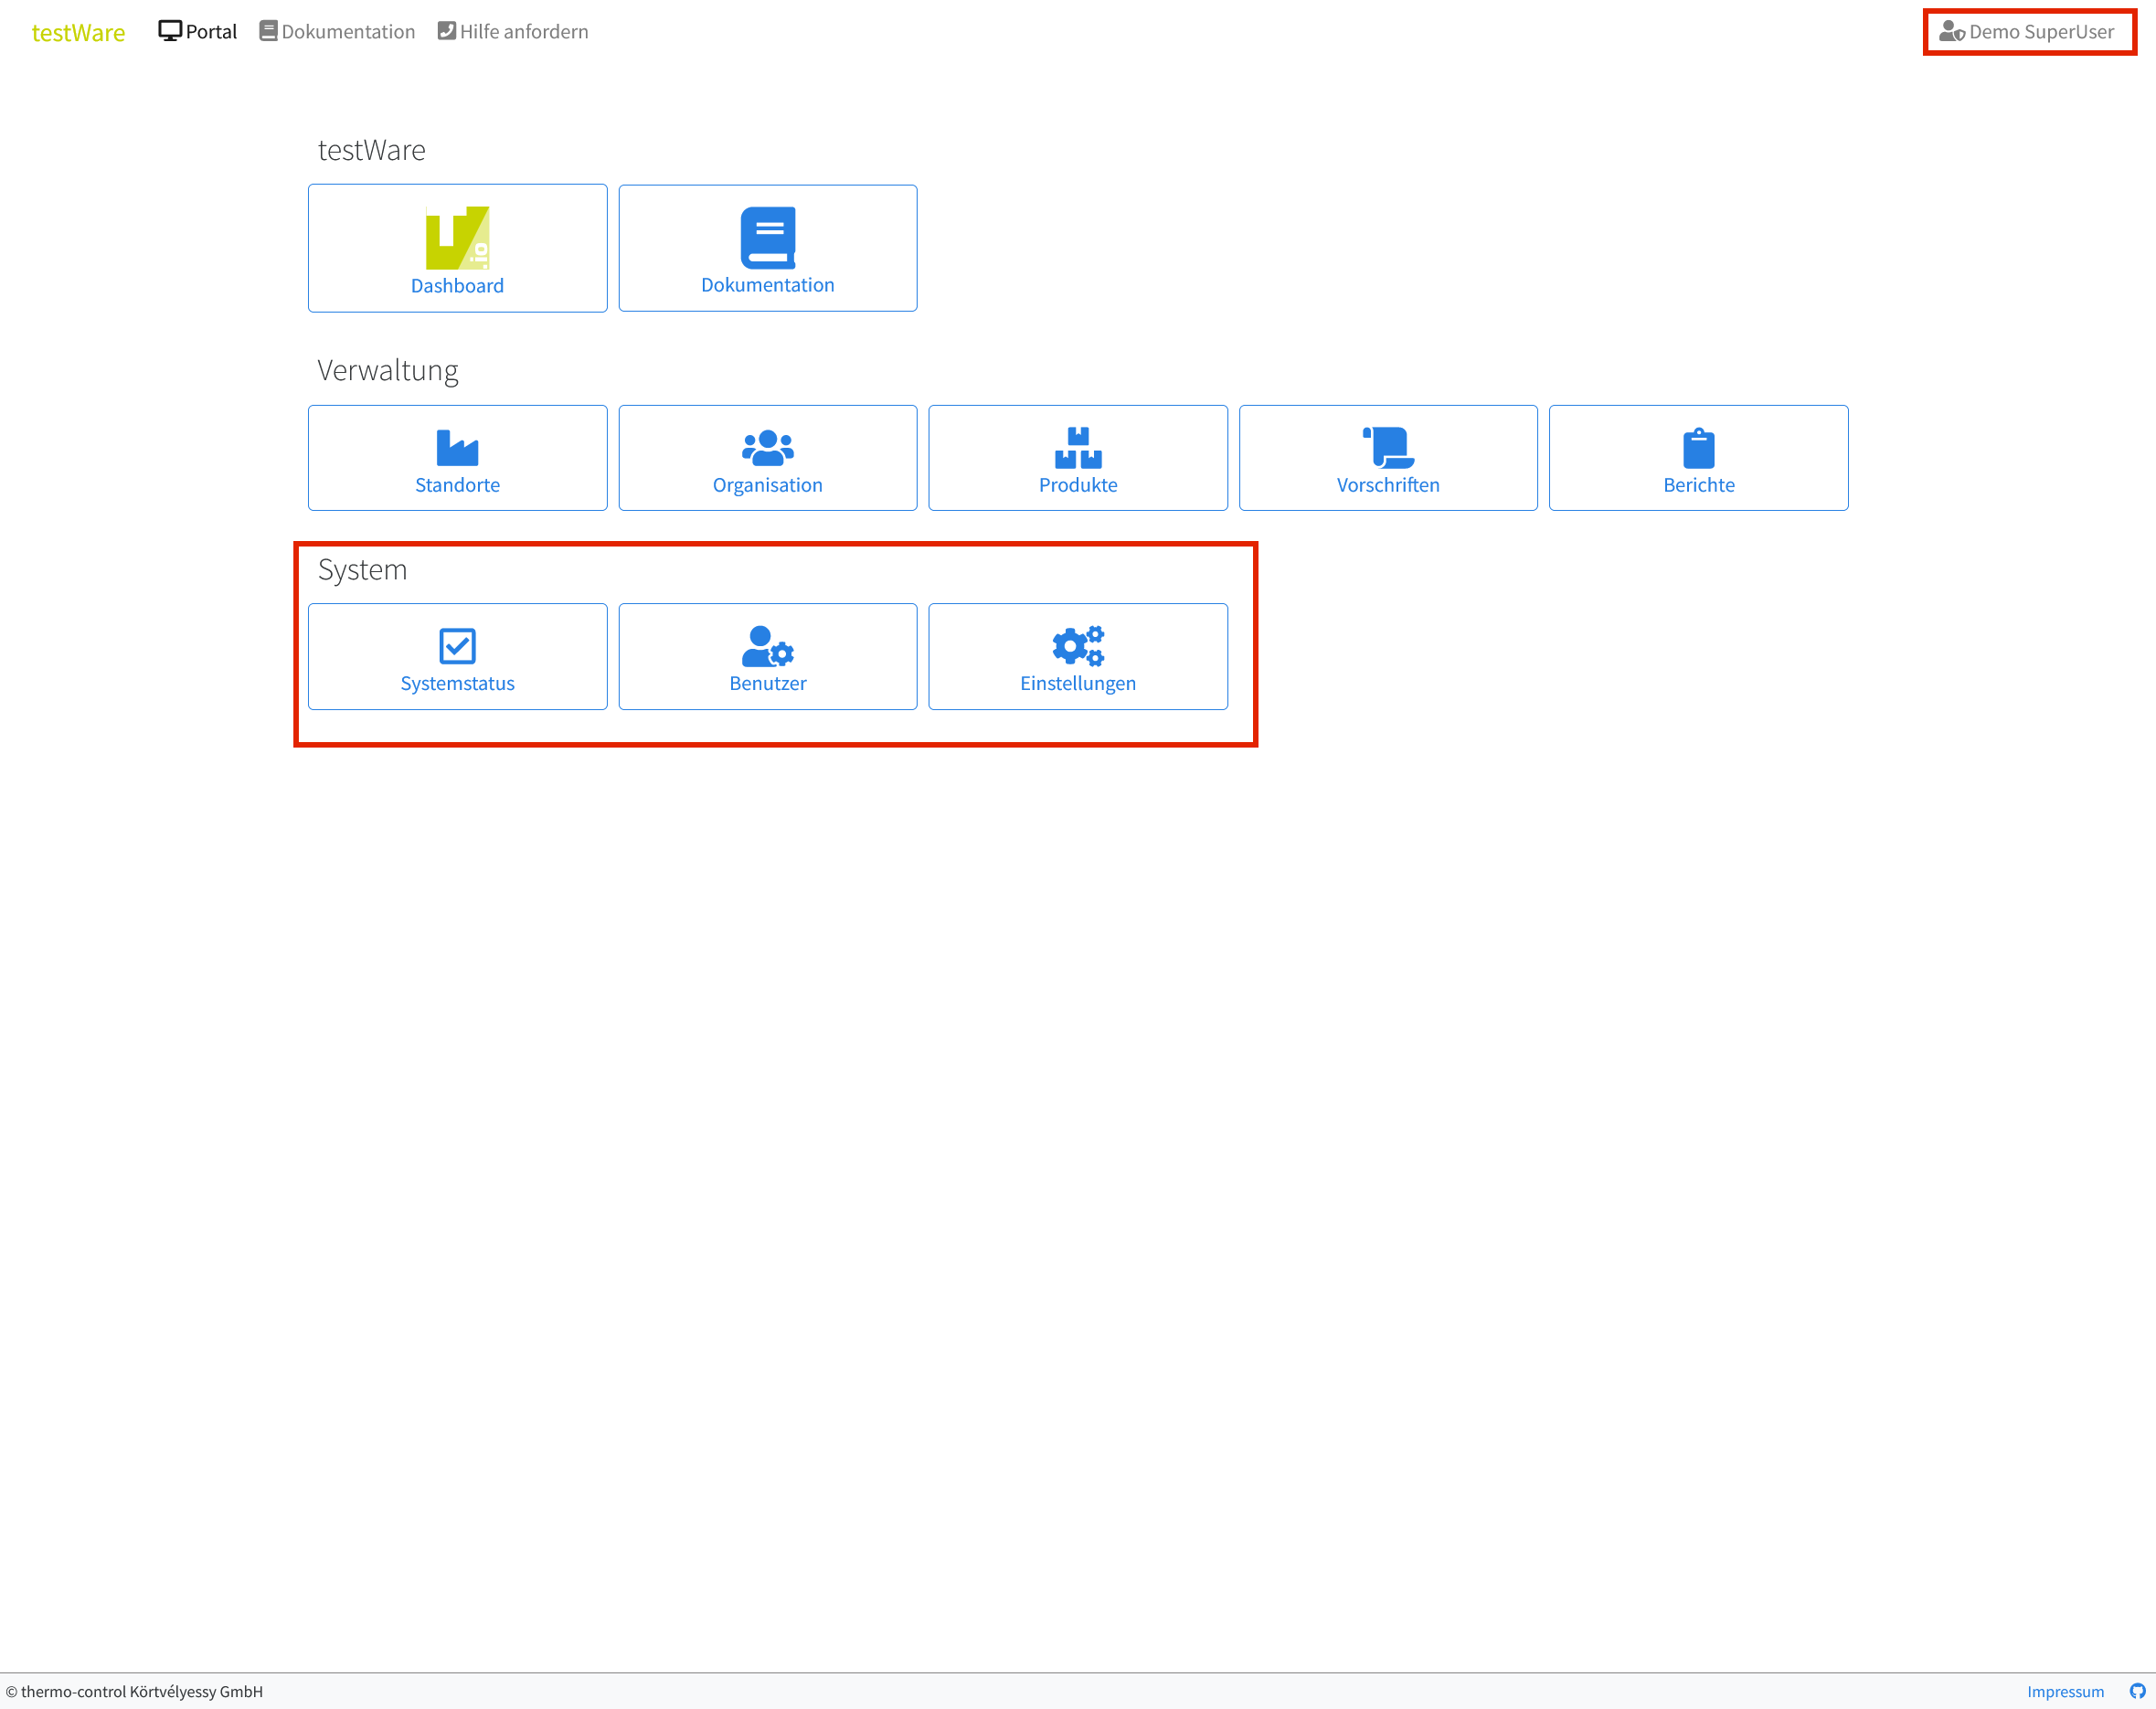 testWare Portal Dokumentation Hilfe anfordern Demo SuperUser
testWare
.io
Dashboard Dokumentation
Verwaltung
Standorte Organisation Produkte Vorschriften Berichte
System
Systemstatus Benutzer Einstellungen
© thermo-control Körtvélyessy GmbH Impressum